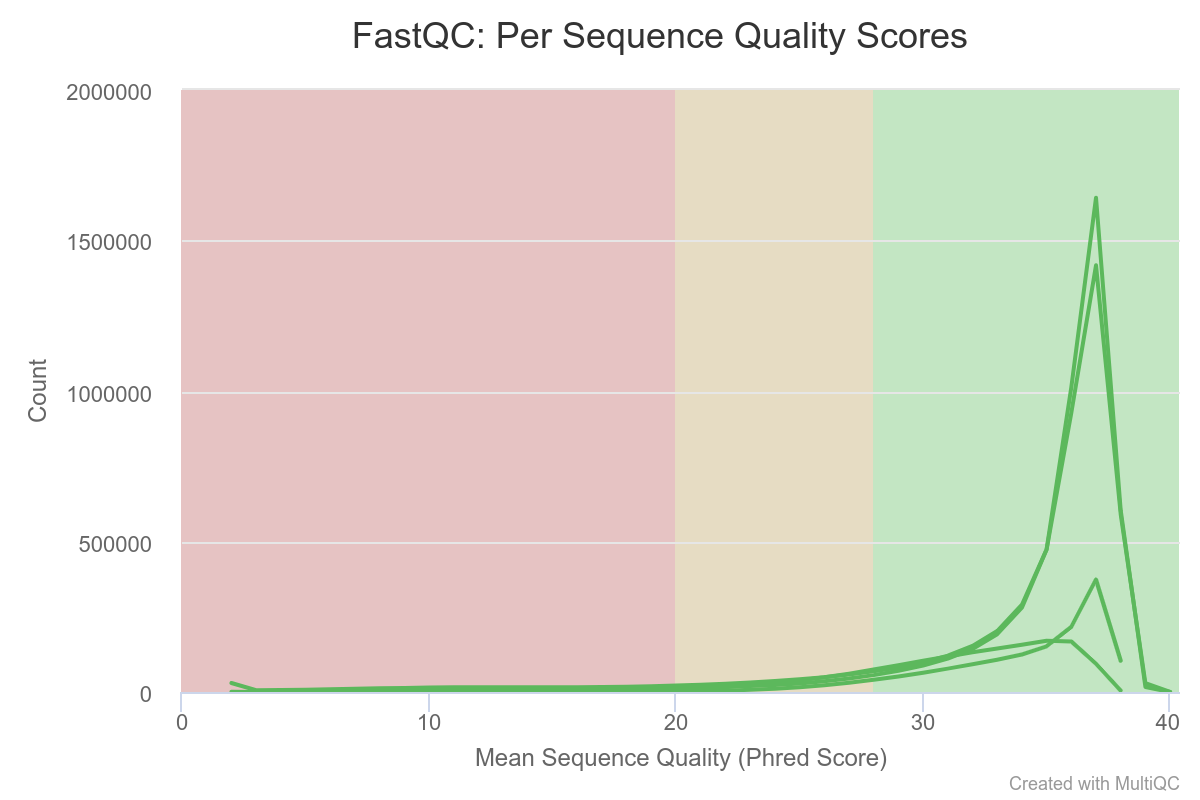 FastQC: Per Sequence Quality Scores
2000000
1500000
1000000
500000
0
Count
0 10 20 30 40
Mean Sequence Quality (Phred Score)
Created with MultiQC